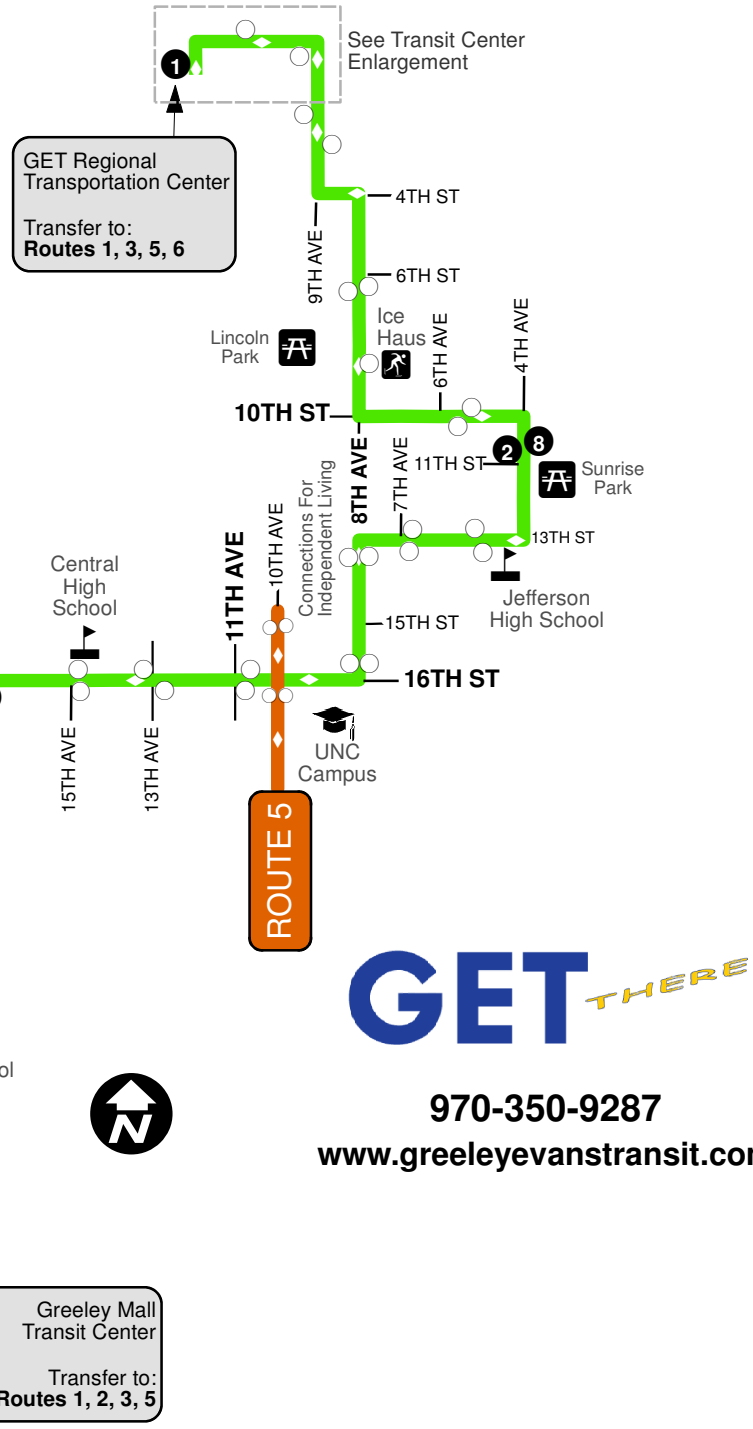 See Transit Center
Enlargement
1
GET Regional
Transportation Center
Transfer to:
Routes 1, 3, 5, 6
4TH ST
9TH AVE
6TH ST
Ice
Haus
Lincoln
Park
6TH AVE
4TH AVE
10TH ST
8TH AVE
7TH AVE
11TH ST
2
8
Sunrise
Park
13TH ST
Connections For
Independent Living
10TH AVE
11TH AVE
Central
High
School
Jefferson
High School
15TH ST
16TH ST
15TH AVE
13TH AVE
UNC
Campus
ROUTE 5
GET THERE
ol
N
970-350-9287
www.greeleyevanstransit.co
Greeley Mall
Transit Center
Transfer to:
Routes 1, 2, 3, 5